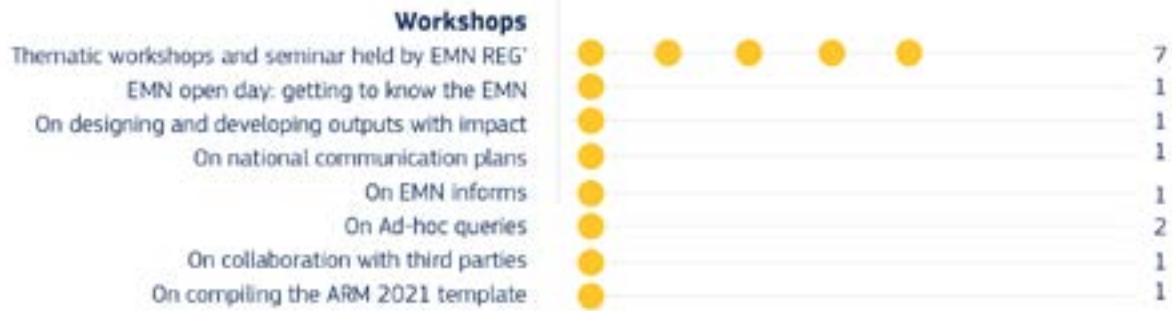 Workshops
Thematic workshops and seminar held by EMN REG' 7
EMN open day: getting to know the EMN 1
On designing and developing outputs with impact 1
On national communication plans 1
On EMN informs 1
On Ad-hoc queries 2
On collaboration with third parties 1
On compiling the ARM 2021 template 1